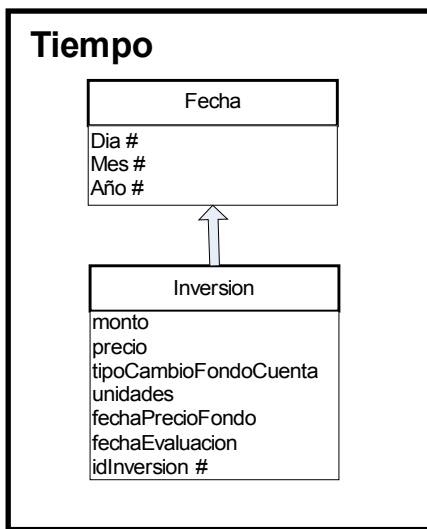 Tiempo
Fecha
Dia #
Mes #
Año #
Inversion
monto
precio
tipoCambioFondoCuenta
unidades
fechaPrecioFondo
fechaEvaluacion
idInversion #